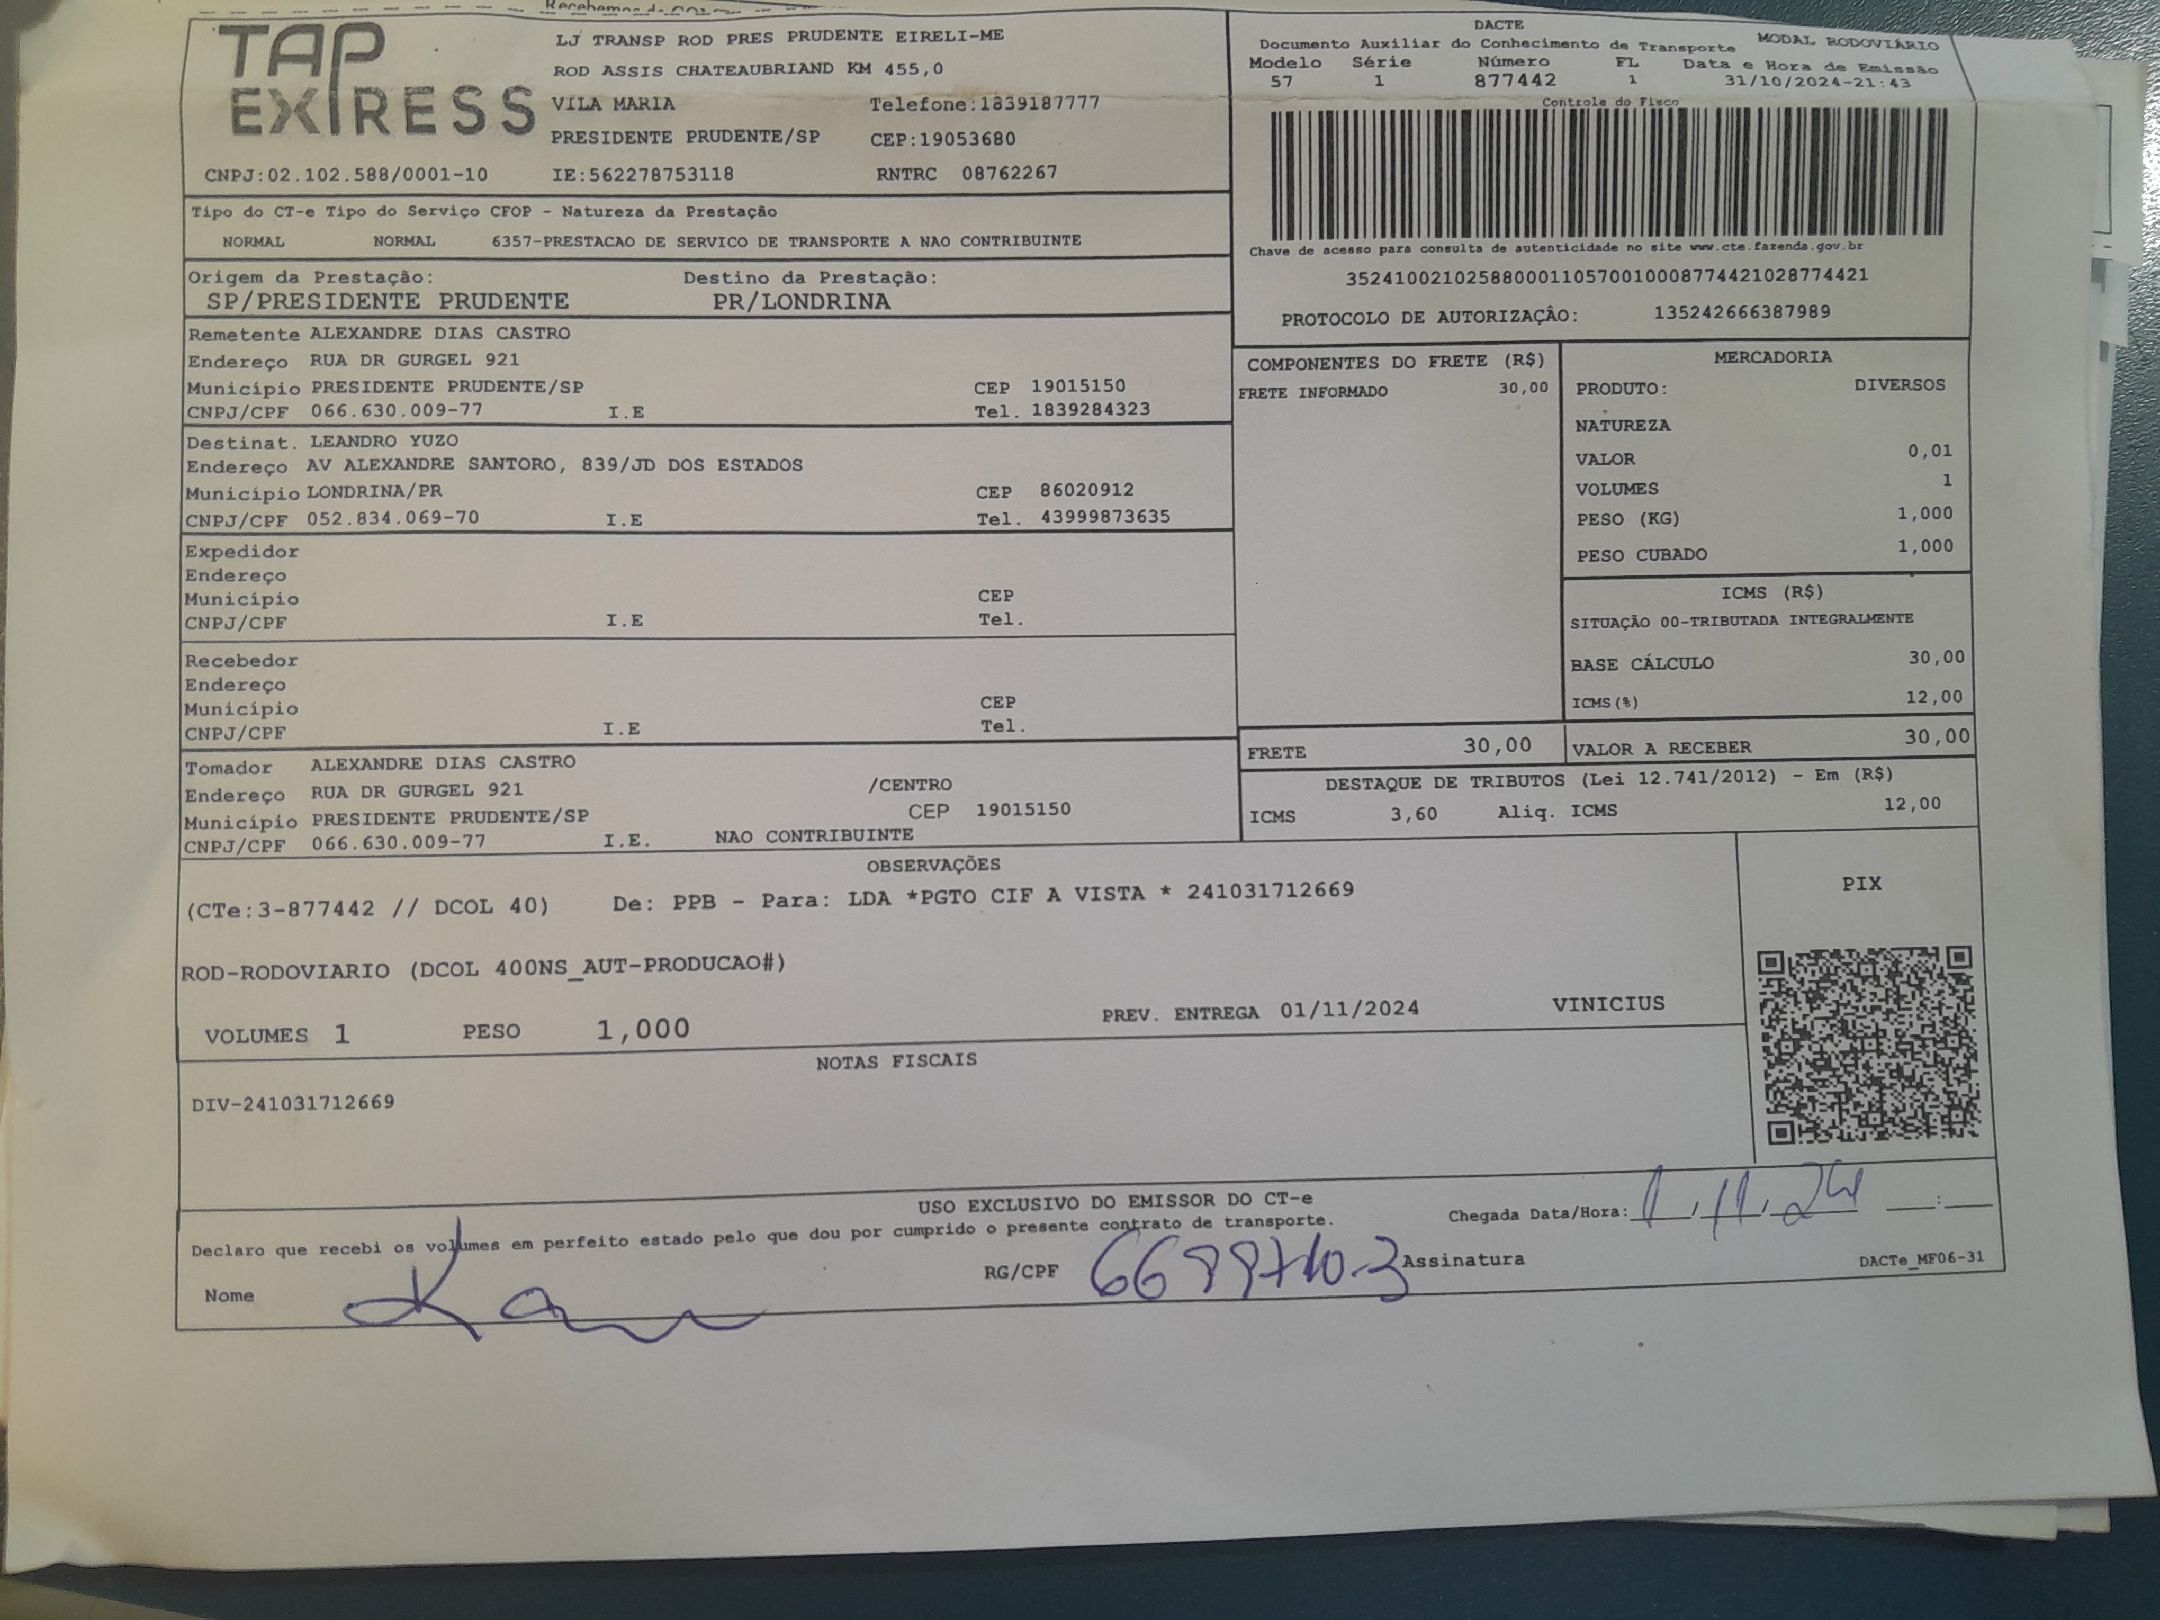 TAP EXPRESS
LJ TRANSP ROD PRES PRUDENTE EIRELI-ME
ROD ASSIS CHATEAUBRIAND KM 455,0
VILA MARIA Telefone:1839187777
PRESIDENTE PRUDENTE/SP CEP:19053680
CNPJ:02.102.588/0001-10 IE:562278753118 RNTRC 08762267
DACTE
Documento Auxiliar do Conhecimento de Transporte MODAL RODOVIÁRIO
Modelo Série Número FL Data e Hora de Emissão
57 1 877442 1 31/10/2024-21:43
Controle do Fisco
Chave de acesso para consulta de autenticidade no site www.cte.fazenda.gov.br
35241002102588000110570010008774421028774421
PROTOCOLO DE AUTORIZAÇÃO: 135242666387989
Tipo do CT-e Tipo do Serviço CFOP - Natureza da Prestação
NORMAL NORMAL 6357-PRESTACAO DE SERVICO DE TRANSPORTE A NAO CONTRIBUINTE
Origem da Prestação: Destino da Prestação:
SP/PRESIDENTE PRUDENTE PR/LONDRINA
Remetente ALEXANDRE DIAS CASTRO
Endereço RUA DR GURGEL 921
Município PRESIDENTE PRUDENTE/SP CEP 19015150
CNPJ/CPF 066.630.009-77 I.E Tel. 1839284323
Destinat. LEANDRO YUZO
Endereço AV ALEXANDRE SANTORO, 839/JD DOS ESTADOS
Município LONDRINA/PR CEP 86020912
CNPJ/CPF 052.834.069-70 I.E Tel. 43999873635
Expedidor
Endereço
Município CEP
CNPJ/CPF I.E Tel.
Recebedor
Endereço
Município CEP
CNPJ/CPF I.E Tel.
Tomador ALEXANDRE DIAS CASTRO
Endereço RUA DR GURGEL 921 /CENTRO
Município PRESIDENTE PRUDENTE/SP CEP 19015150
CNPJ/CPF 066.630.009-77 I.E. NAO CONTRIBUINTE
COMPONENTES DO FRETE (R$)
FRETE INFORMADO 30,00
MERCADORIA
PRODUTO: DIVERSOS
NATUREZA
VALOR 0,01
VOLUMES 1
PESO (KG) 1,000
PESO CUBADO 1,000
ICMS (R$)
SITUAÇÃO 00-TRIBUTADA INTEGRALMENTE
BASE CÁLCULO 30,00
ICMS(%) 12,00
FRETE 30,00 VALOR A RECEBER 30,00
DESTAQUE DE TRIBUTOS (Lei 12.741/2012) - Em (R$)
ICMS 3,60 Aliq. ICMS 12,00
OBSERVAÇÕES
(CTe:3-877442 // DCOL 40) De: PPB - Para: LDA *PGTO CIF A VISTA * 241031712669
ROD-RODOVIARIO (DCOL 400NS_AUT-PRODUCAO#)
PREV. ENTREGA 01/11/2024 VINICIUS
VOLUMES 1 PESO 1,000
PIX
NOTAS FISCAIS
DIV-241031712669
USO EXCLUSIVO DO EMISSOR DO CT-e
Declaro que recebi os volumes em perfeito estado pelo que dou por cumprido o presente contrato de transporte.
Chegada Data/Hora: 1/11/24 :
Nome RG/CPF Assinatura
DACTe_MF06-31